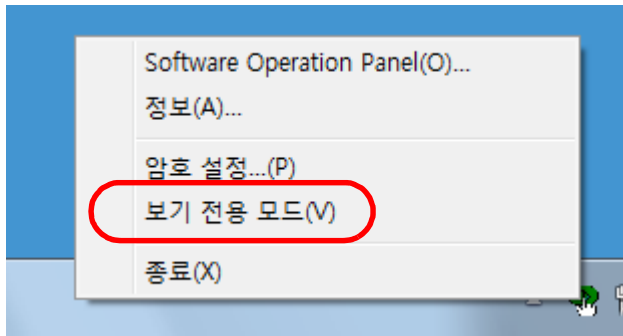 Software Operation Panel(O)...
정보(A)...
암호 설정...(P)
보기 전용 모드(V)
종료(X)